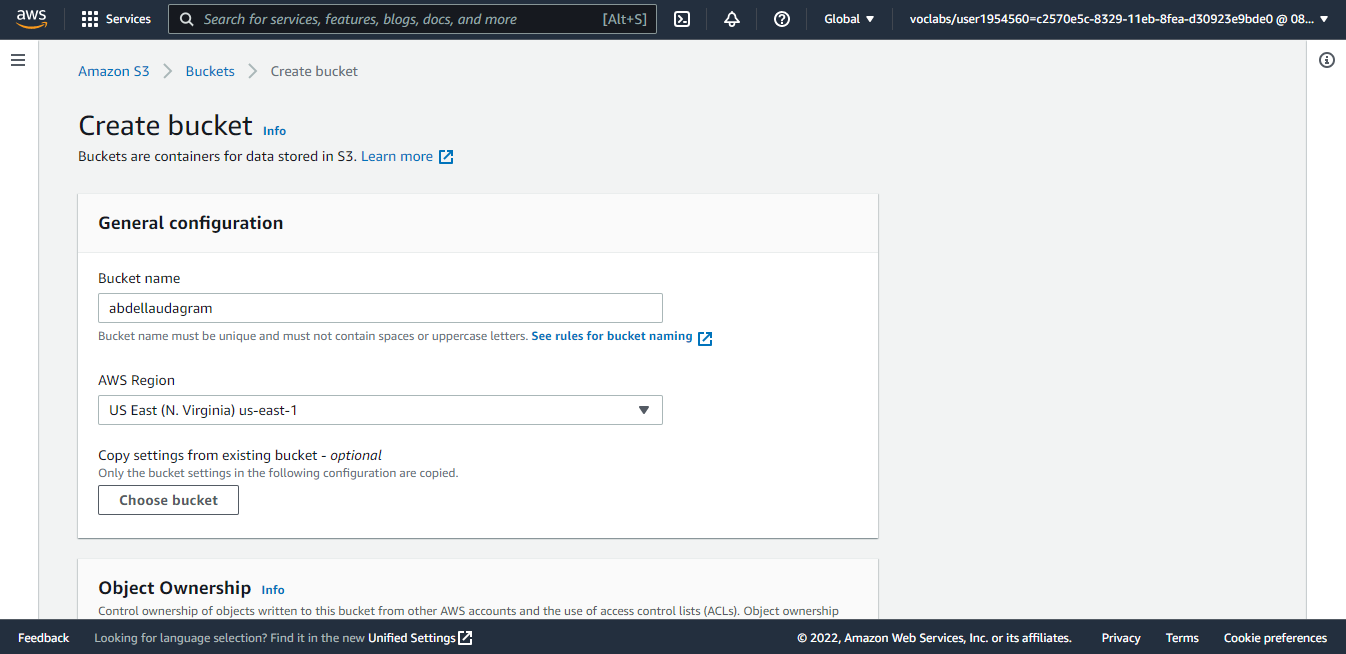 aws Services Search for services, features, blogs, docs, and more [Alt+S] Global voclabs/user1954560=c2570e5c-8329-11eb-8fea-d30923e9bde0 @ 08...
Amazon S3 Buckets Create bucket
Create bucket Info
Buckets are containers for data stored in S3. Learn more
General configuration
Bucket name
abdellaudagram
Bucket name must be unique and must not contain spaces or uppercase letters. See rules for bucket naming
AWS Region
US East (N. Virginia) us-east-1
Copy settings from existing bucket - optional
Only the bucket settings in the following configuration are copied.
Choose bucket
Object Ownership Info
Control ownership of objects written to this bucket from other AWS accounts and the use of access control lists (ACLs). Object ownership
Feedback Looking for language selection? Find it in the new Unified Settings © 2022, Amazon Web Services, Inc. or its affiliates. Privacy Terms Cookie preferences